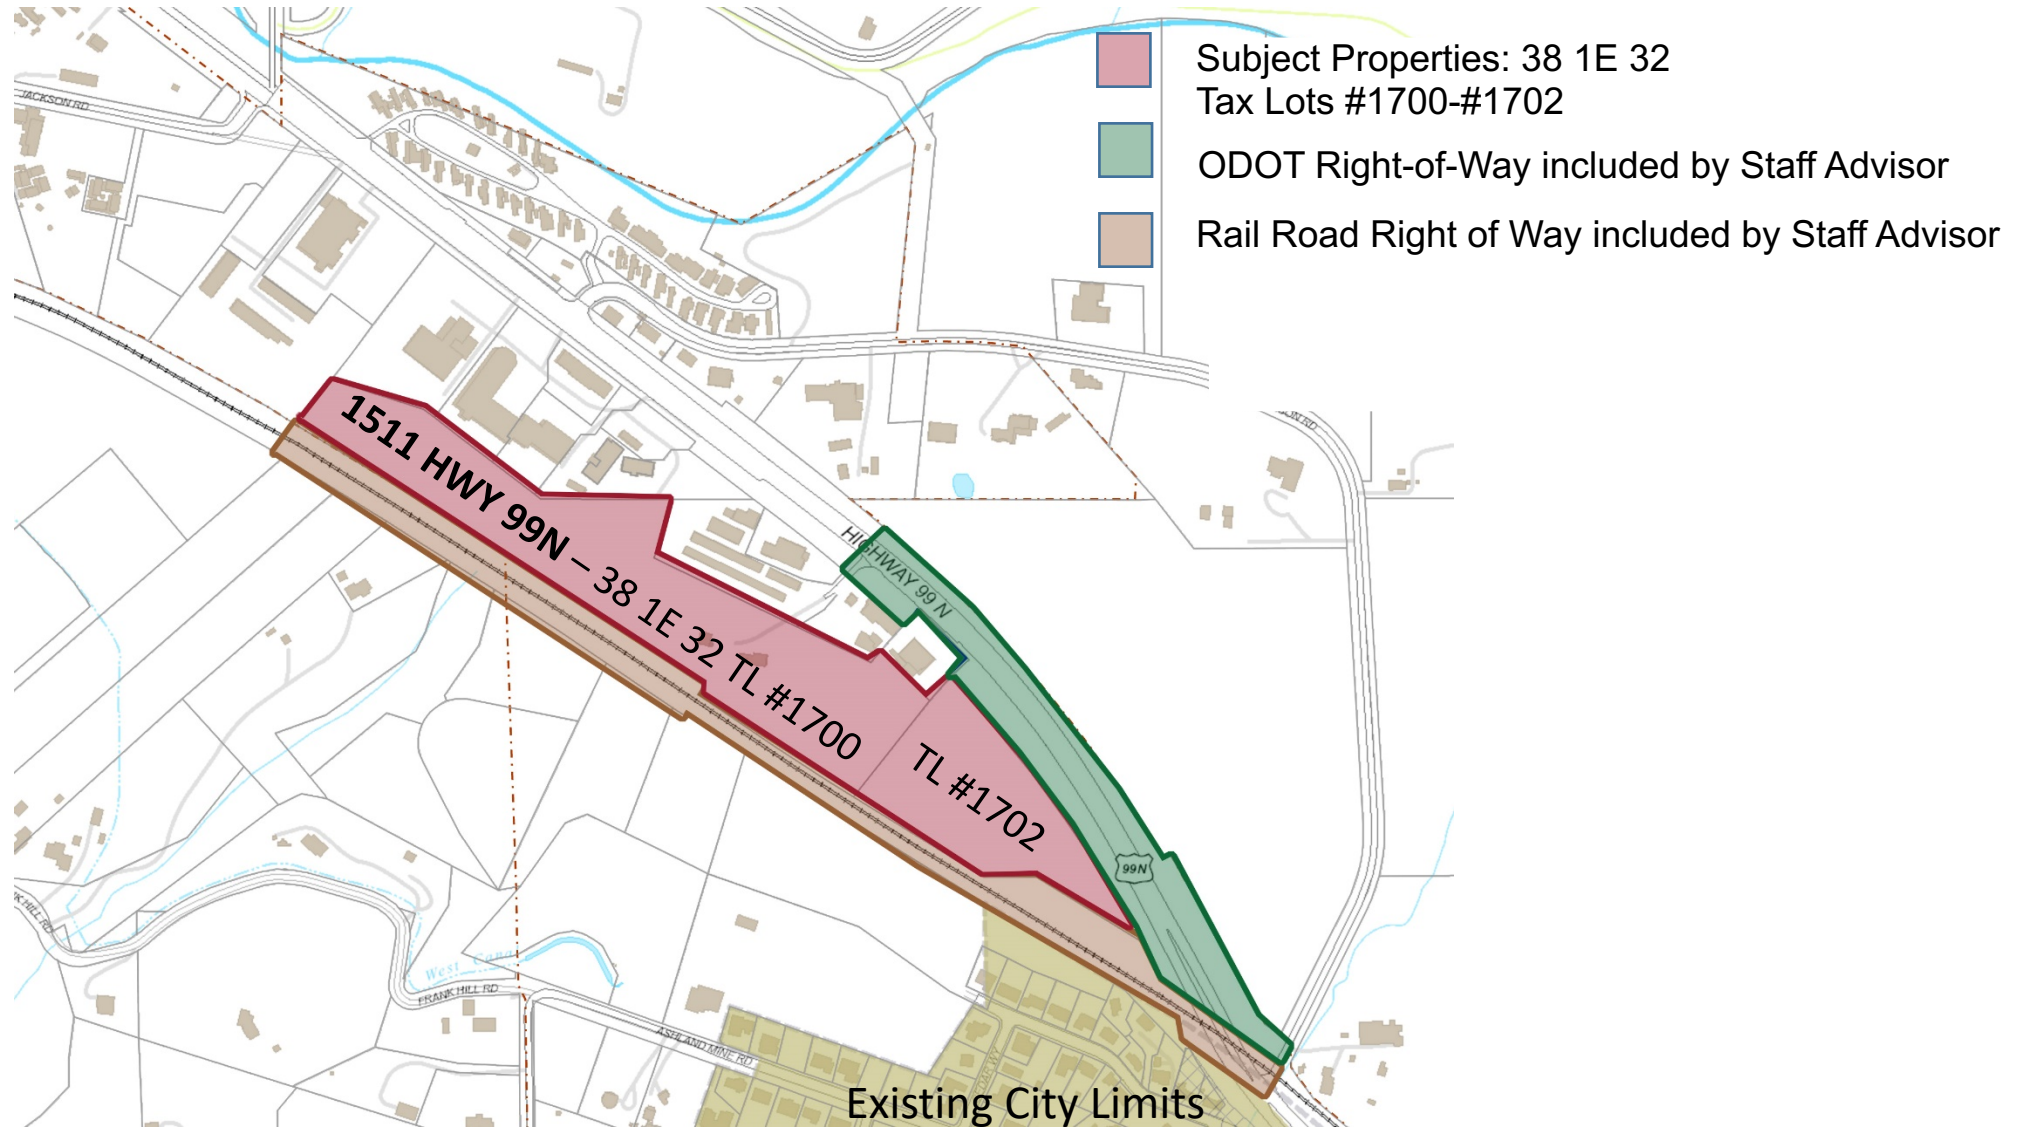 Subject Properties: 38 1E 32
Tax Lots #1700-#1702
ODOT Right-of-Way included by Staff Advisor
Rail Road Right of Way included by Staff Advisor
JACKSON RD
1511 HWY 99N – 38 1E 32 TL #1700
HIGHWAY 99 N
TL #1702
99N
West Cana
FRANK HILL RD
ASHLAND MINE RD
Existing City Limits